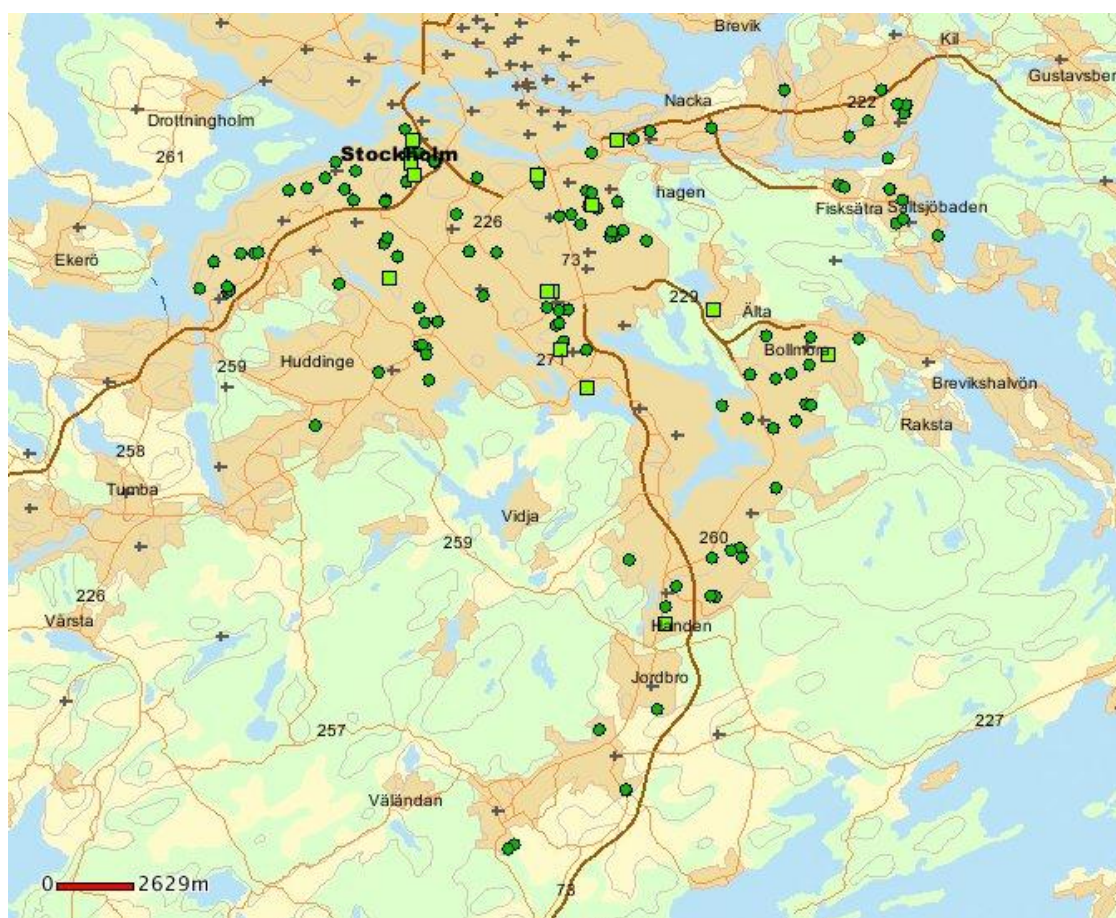 Brevik
Kil
Gustavsber
Drottningholm
Nacka
222
Stockholm
261
hagen
Fisksätra
Saltsjöbaden
226
Ekerö
73
229
Älta
Huddinge
259
271
Bollmora
Brevikshalvön
Raksta
258
Tumba
Vidja
259
260
226
Vårsta
Handen
Jordbro
257
227
Väländan
73
0
2629m